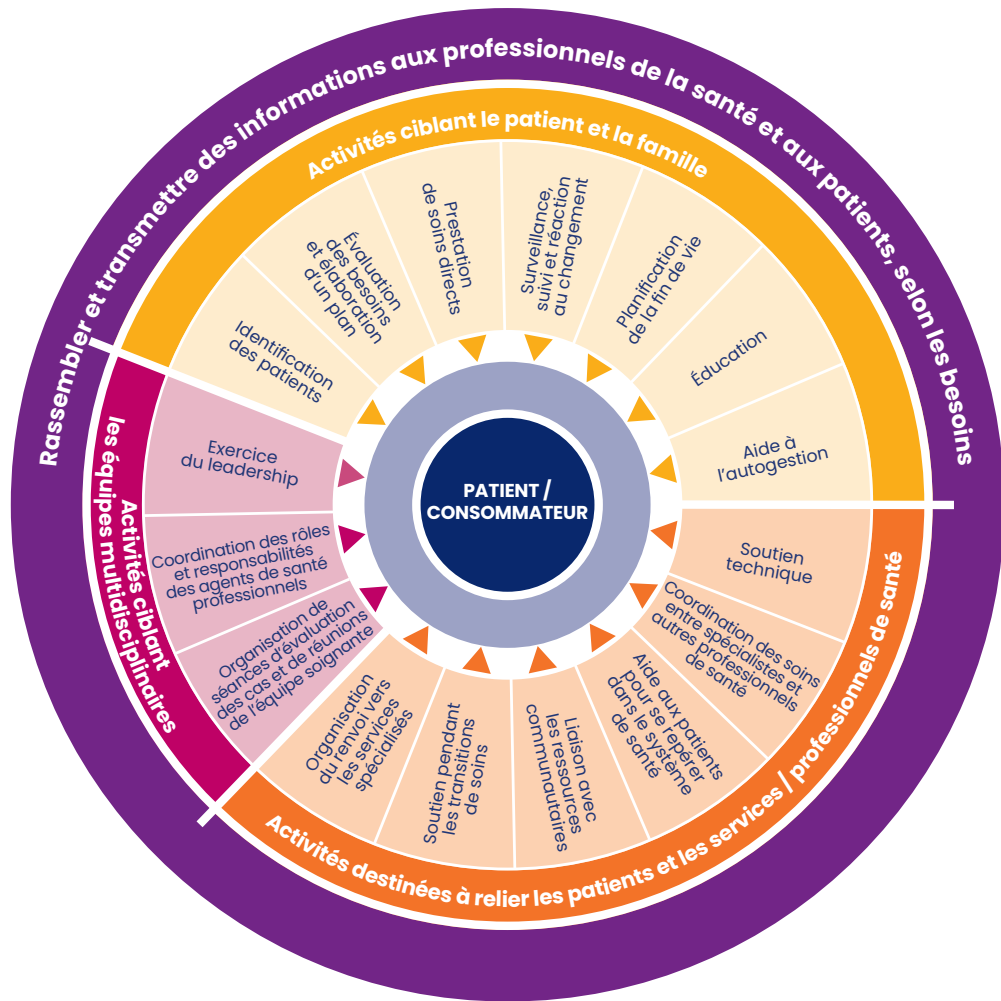 Rassembler et transmettre des informations aux professionnels de la santé et aux patients, selon les besoins
Activités ciblant le patient et la famille
Identification
des patients
Évaluation
des besoins
et élaboration
d'un plan
Prestation
de soins directs
Surveillance,
suivi et réaction
au changement
Planification
de la fin de vie
Éducation
Aide à
l'autogestion
Activités destinées à relier les patients et les services / professionnels de santé
Soutien
technique
Coordination des soins
entre spécialistes et
autres professionnels
de santé
Aide aux patients
pour se repérer
dans le système
de santé
Liaison avec
les ressources
communautaires
Soutien pendant
les transitions
de soins
Organisation
du renvoi vers
les services
spécialisés
Activités ciblant
les équipes multidisciplinaires
Organisation de
séances d'évaluation
des cas et de réunions
de l'équipe soignante
Coordination des rôles
et responsabilités
des agents de santé
professionnels
Exercice
du leadership
PATIENT /
CONSOMMATEUR